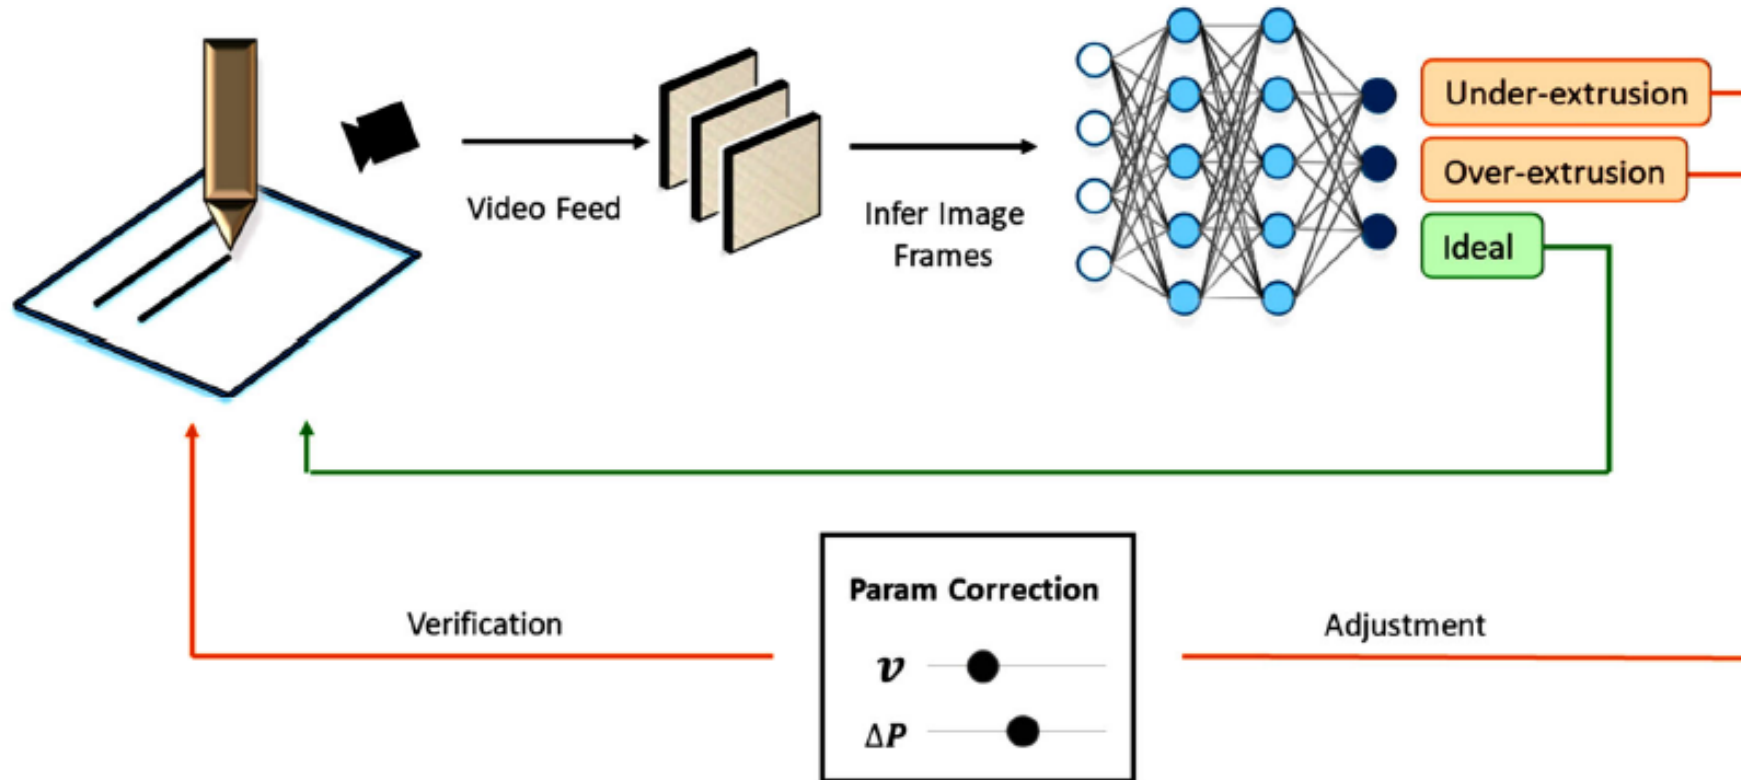 Video Feed
Infer Image
Frames
Under-extrusion
Over-extrusion
Ideal
Verification
Param Correction
v
ΔP
Adjustment